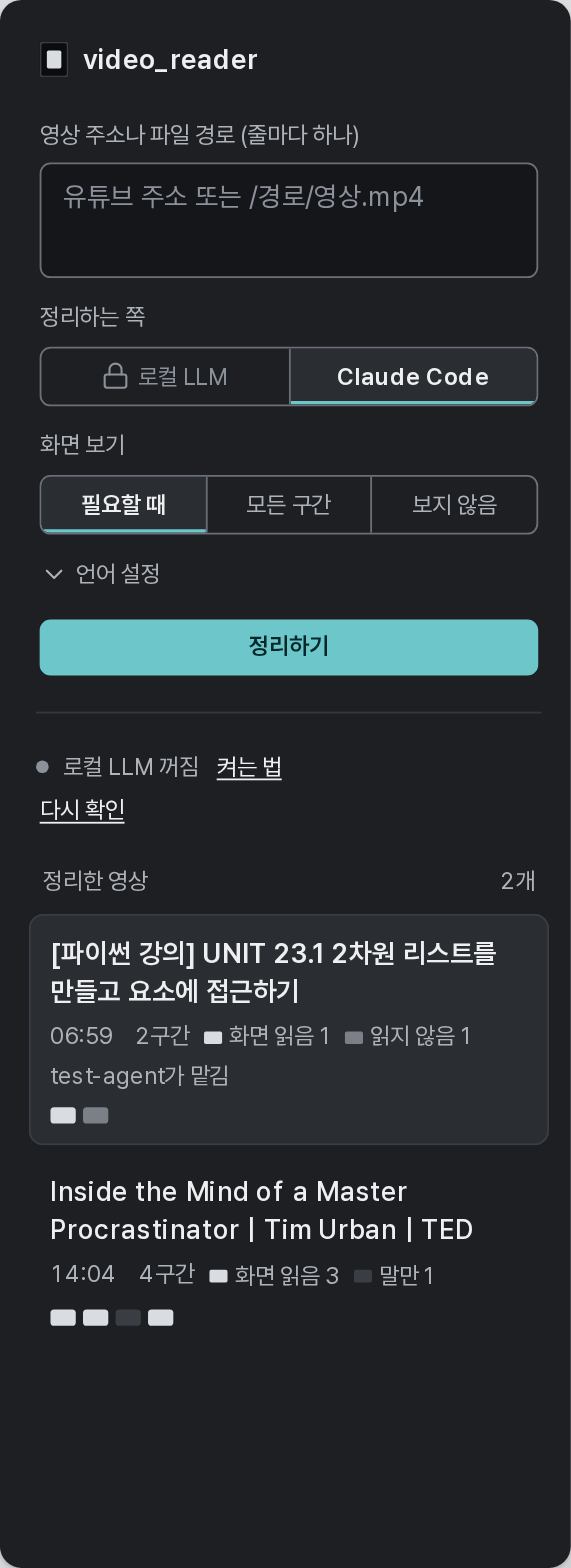 video_reader
영상 주소나 파일 경로 (줄마다 하나)
유튜브 주소 또는 /경로/영상.mp4
정리하는 쪽
로컬 LLM
Claude Code
화면 보기
필요할 때
모든 구간
보지 않음
언어 설정
정리하기
로컬 LLM 꺼짐 켜는 법
다시 확인
정리한 영상 2개
[파이썬 강의] UNIT 23.1 2차원 리스트를
만들고 요소에 접근하기
06:59 2구간 화면 읽음 1 읽지 않음 1
test-agent가 맡김
Inside the Mind of a Master
Procrastinator | Tim Urban | TED
14:04 4구간 화면 읽음 3 말만 1